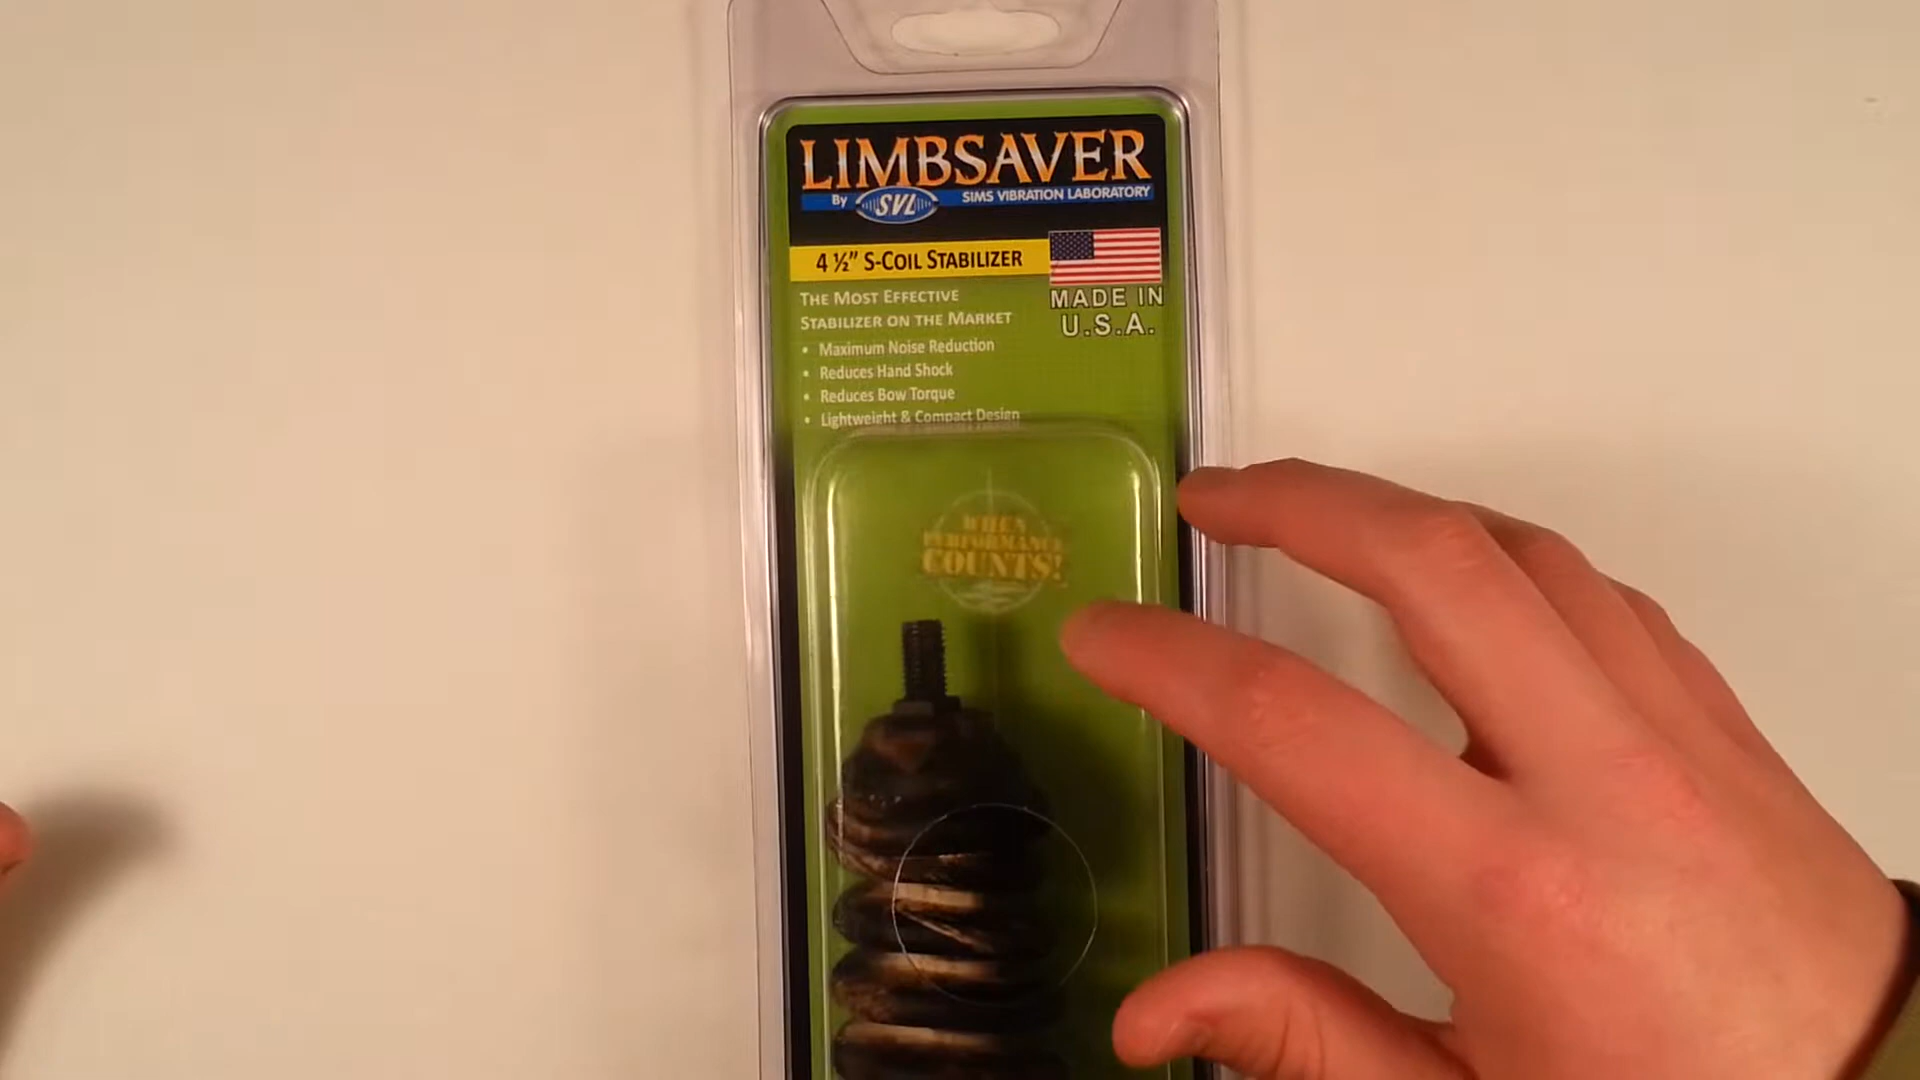 LIMBSAVER
By SVL SIMS VIBRATION LABORATORY
4 ½” S-COIL STABILIZER
THE MOST EFFECTIVE
STABILIZER ON THE MARKET
MADE IN
U.S.A.
• Maximum Noise Reduction
• Reduces Hand Shock
• Reduces Bow Torque
• Lightweight & Compact Design
WHEN
PERFORMANCE
COUNTS!